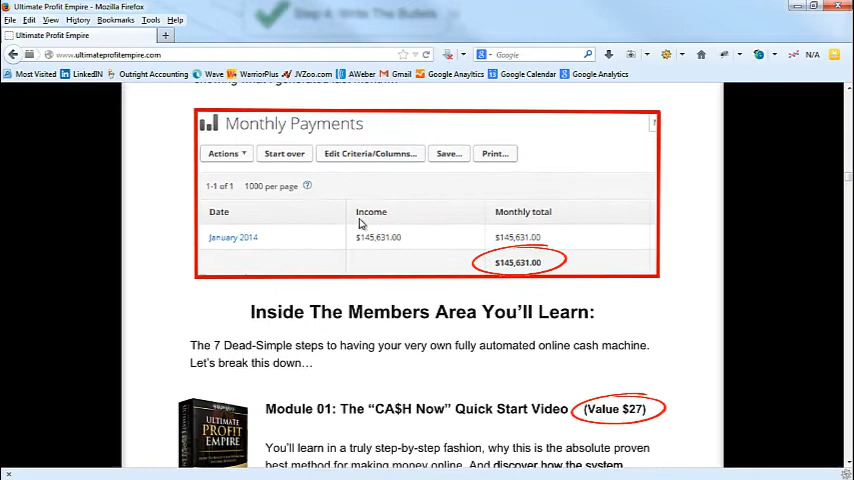 Step 4: Write The Bullets
Ultimate Profit Empire - Mozilla Firefox
File Edit View History Bookmarks Tools Help
Ultimate Profit Empire
www.ultimateprofitempire.com
Google
N/A
Most Visited LinkedIN Outright Accounting Wave WarriorPlus JVZoo.com AWeber Gmail Google Anayltics Google Calendar Google Analytics
Monthly Payments
Actions Start over Edit Criteria/Columns... Save... Print...
1-1 of 1 1000 per page
Date Income Monthly total
January 2014 $145,631.00 $145,631.00
$145,631.00
Inside The Members Area You’ll Learn:
The 7 Dead-Simple steps to having your very own fully automated online cash machine.
Let’s break this down…
Module 01: The “CA$H Now” Quick Start Video (Value $27)
ULTIMATE
PROFIT
EMPIRE
You’ll learn in a truly step-by-step fashion, why this is the absolute proven
best method for making money online. And discover how the system